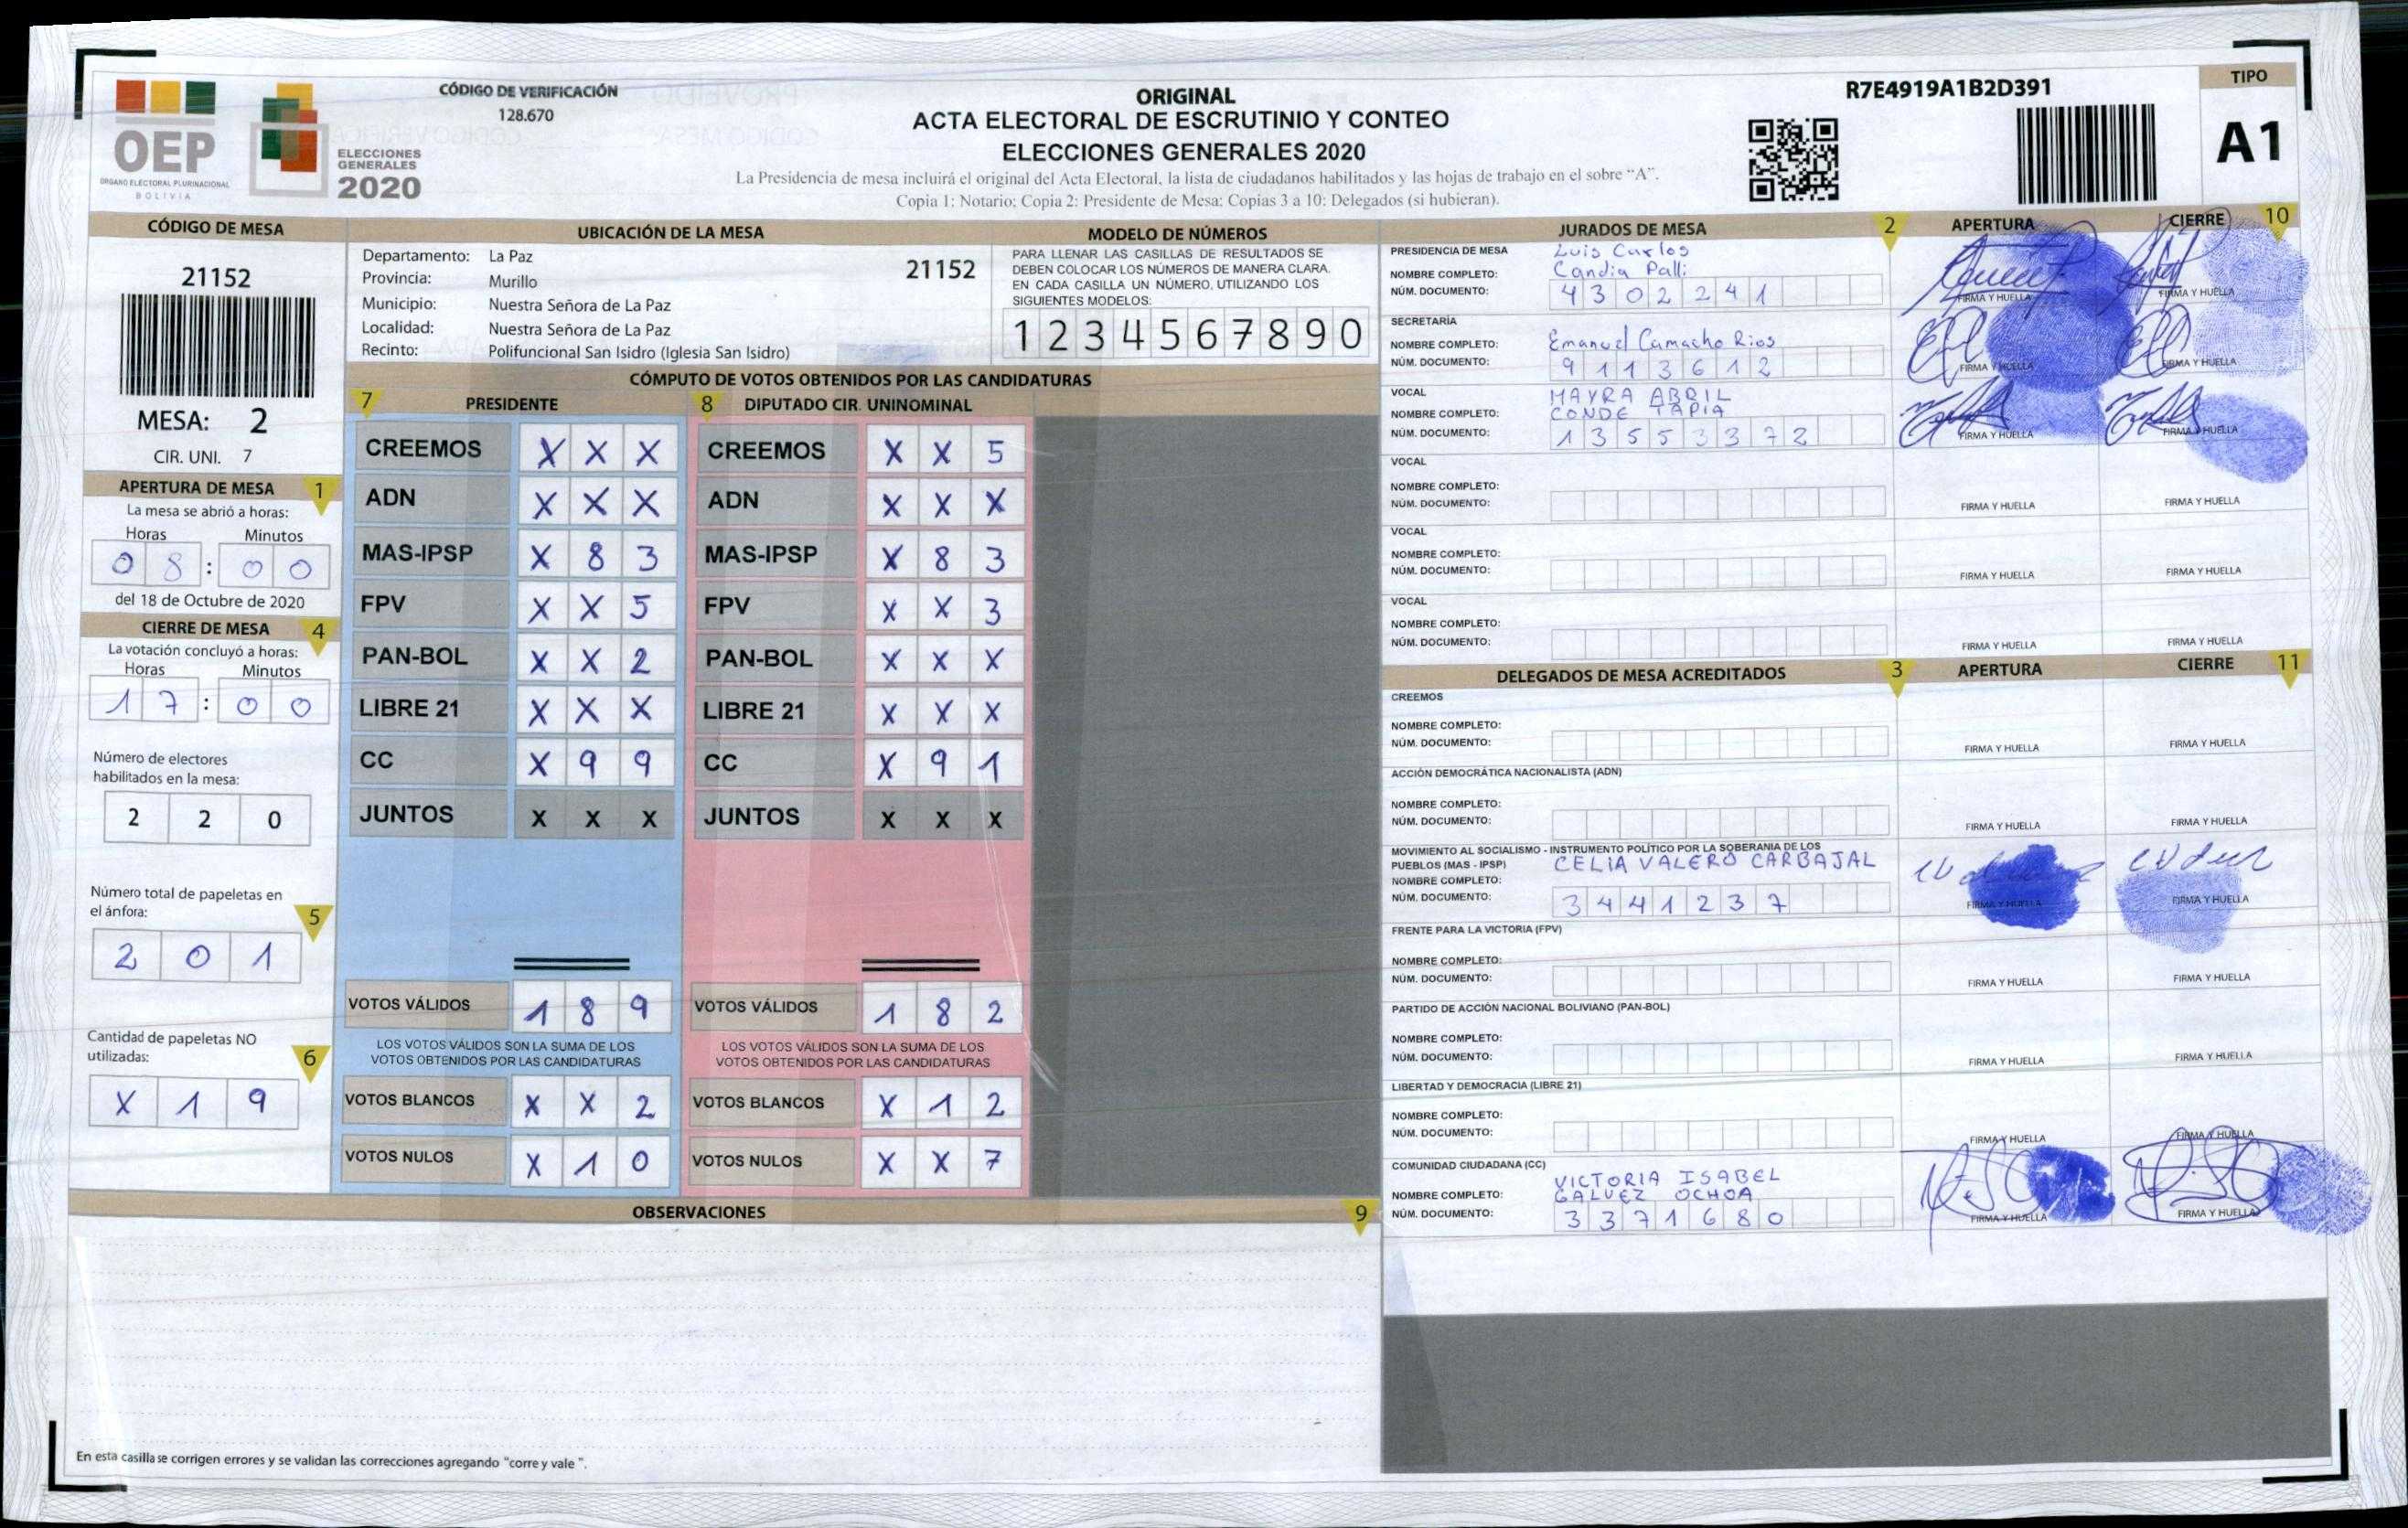 OEP
ORGANO ELECTORAL PLURINACIONAL
BOLIVIA
ELECCIONES
GENERALES
2020
CÓDIGO DE VERIFICACIÓN
128.670
ORIGINAL
ACTA ELECTORAL DE ESCRUTINIO Y CONTEO
ELECCIONES GENERALES 2020
La Presidencia de mesa incluirá el original del Acta Electoral, la lista de ciudadanos habilitados y las hojas de trabajo en el sobre “A”.
Copia 1: Notario; Copia 2: Presidente de Mesa; Copias 3 a 10: Delegados (si hubieran).
R7E4919A1B2D391
TIPO
A1
CÓDIGO DE MESA
21152
MESA: 2
CIR. UNI. 7
APERTURA DE MESA 1
La mesa se abrió a horas:
Horas Minutos
0 8 : 0 0
del 18 de Octubre de 2020
CIERRE DE MESA 4
La votación concluyó a horas:
Horas Minutos
1 7 : 0 0
Número de electores
habilitados en la mesa:
2 2 0
Número total de papeletas en
el ánfora: 5
2 0 1
Cantidad de papeletas NO
utilizadas: 6
X 1 9
UBICACIÓN DE LA MESA
Departamento: La Paz
Provincia: Murillo
Municipio: Nuestra Señora de La Paz
Localidad: Nuestra Señora de La Paz
Recinto: Polifuncional San Isidro (Iglesia San Isidro)
21152
MODELO DE NÚMEROS
PARA LLENAR LAS CASILLAS DE RESULTADOS SE
DEBEN COLOCAR LOS NÚMEROS DE MANERA CLARA.
EN CADA CASILLA UN NÚMERO, UTILIZANDO LOS
SIGUIENTES MODELOS:
1 2 3 4 5 6 7 8 9 0
CÓMPUTO DE VOTOS OBTENIDOS POR LAS CANDIDATURAS
7 PRESIDENTE
CREEMOS X X X
ADN X X X
MAS-IPSP X 8 3
FPV X X 5
PAN-BOL X X 2
LIBRE 21 X X X
CC X 9 9
JUNTOS X X X
VOTOS VÁLIDOS 1 8 9
LOS VOTOS VÁLIDOS SON LA SUMA DE LOS
VOTOS OBTENIDOS POR LAS CANDIDATURAS
VOTOS BLANCOS X X 2
VOTOS NULOS X 1 0
8 DIPUTADO CIR. UNINOMINAL
CREEMOS X X 5
ADN X X X
MAS-IPSP X 8 3
FPV X X 3
PAN-BOL X X X
LIBRE 21 X X X
CC X 9 1
JUNTOS X X X
VOTOS VÁLIDOS 1 8 2
LOS VOTOS VÁLIDOS SON LA SUMA DE LOS
VOTOS OBTENIDOS POR LAS CANDIDATURAS
VOTOS BLANCOS X 1 2
VOTOS NULOS X X 7
OBSERVACIONES 9
En esta casilla se corrigen errores y se validan las correcciones agregando "corre y vale ".
JURADOS DE MESA 2 APERTURA CIERRE 10
PRESIDENCIA DE MESA Luis Carlos
NOMBRE COMPLETO: Candia Palli
NÚM. DOCUMENTO: 4 3 0 2 2 4 1
FIRMA Y HUELLA FIRMA Y HUELLA
SECRETARÍA
NOMBRE COMPLETO: Emanuel Camacho Rios
NÚM. DOCUMENTO: 9 1 1 3 6 1 2
FIRMA Y HUELLA FIRMA Y HUELLA
VOCAL MAYRA ABRIL
NOMBRE COMPLETO: CONDE TAPIA
NÚM. DOCUMENTO: 1 3 5 5 3 3 7 2
FIRMA Y HUELLA FIRMA Y HUELLA
VOCAL
NOMBRE COMPLETO:
NÚM. DOCUMENTO:
FIRMA Y HUELLA FIRMA Y HUELLA
VOCAL
NOMBRE COMPLETO:
NÚM. DOCUMENTO:
FIRMA Y HUELLA FIRMA Y HUELLA
VOCAL
NOMBRE COMPLETO:
NÚM. DOCUMENTO:
FIRMA Y HUELLA FIRMA Y HUELLA
DELEGADOS DE MESA ACREDITADOS 3 APERTURA CIERRE 11
CREEMOS
NOMBRE COMPLETO:
NÚM. DOCUMENTO:
FIRMA Y HUELLA FIRMA Y HUELLA
ACCIÓN DEMOCRÁTICA NACIONALISTA (ADN)
NOMBRE COMPLETO:
NÚM. DOCUMENTO:
FIRMA Y HUELLA FIRMA Y HUELLA
MOVIMIENTO AL SOCIALISMO - INSTRUMENTO POLÍTICO POR LA SOBERANIA DE LOS
PUEBLOS (MAS - IPSP) CELIA VALERO CARBAJAL
NOMBRE COMPLETO:
NÚM. DOCUMENTO: 3 4 4 1 2 3 7
FIRMA Y HUELLA FIRMA Y HUELLA
FRENTE PARA LA VICTORIA (FPV)
NOMBRE COMPLETO:
NÚM. DOCUMENTO:
FIRMA Y HUELLA FIRMA Y HUELLA
PARTIDO DE ACCIÓN NACIONAL BOLIVIANO (PAN-BOL)
NOMBRE COMPLETO:
NÚM. DOCUMENTO:
FIRMA Y HUELLA FIRMA Y HUELLA
LIBERTAD Y DEMOCRACIA (LIBRE 21)
NOMBRE COMPLETO:
NÚM. DOCUMENTO:
FIRMA Y HUELLA FIRMA Y HUELLA
COMUNIDAD CIUDADANA (CC) VICTORIA ISABEL
NOMBRE COMPLETO: GALVEZ OCHOA
NÚM. DOCUMENTO: 3 3 7 1 6 8 0
FIRMA Y HUELLA FIRMA Y HUELLA